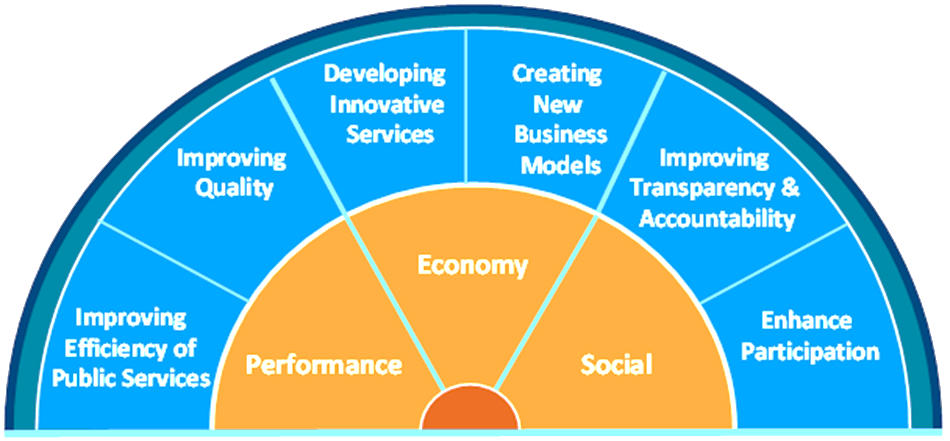 Developing
Innovative
Services
Creating
New
Business
Models
Improving
Quality
Improving
Transparency &
Accountability
Economy
Improving
Efficiency of
Public Services
Performance
Social
Enhance
Participation